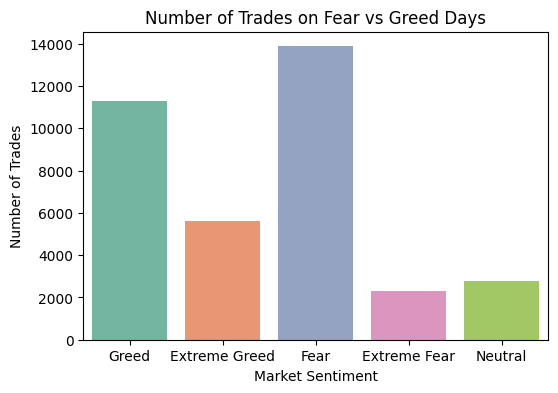 Number of Trades on Fear vs Greed Days
Number of Trades
14000
12000
10000
8000
6000
4000
2000
0
Greed Extreme Greed Fear Extreme Fear Neutral
Market Sentiment